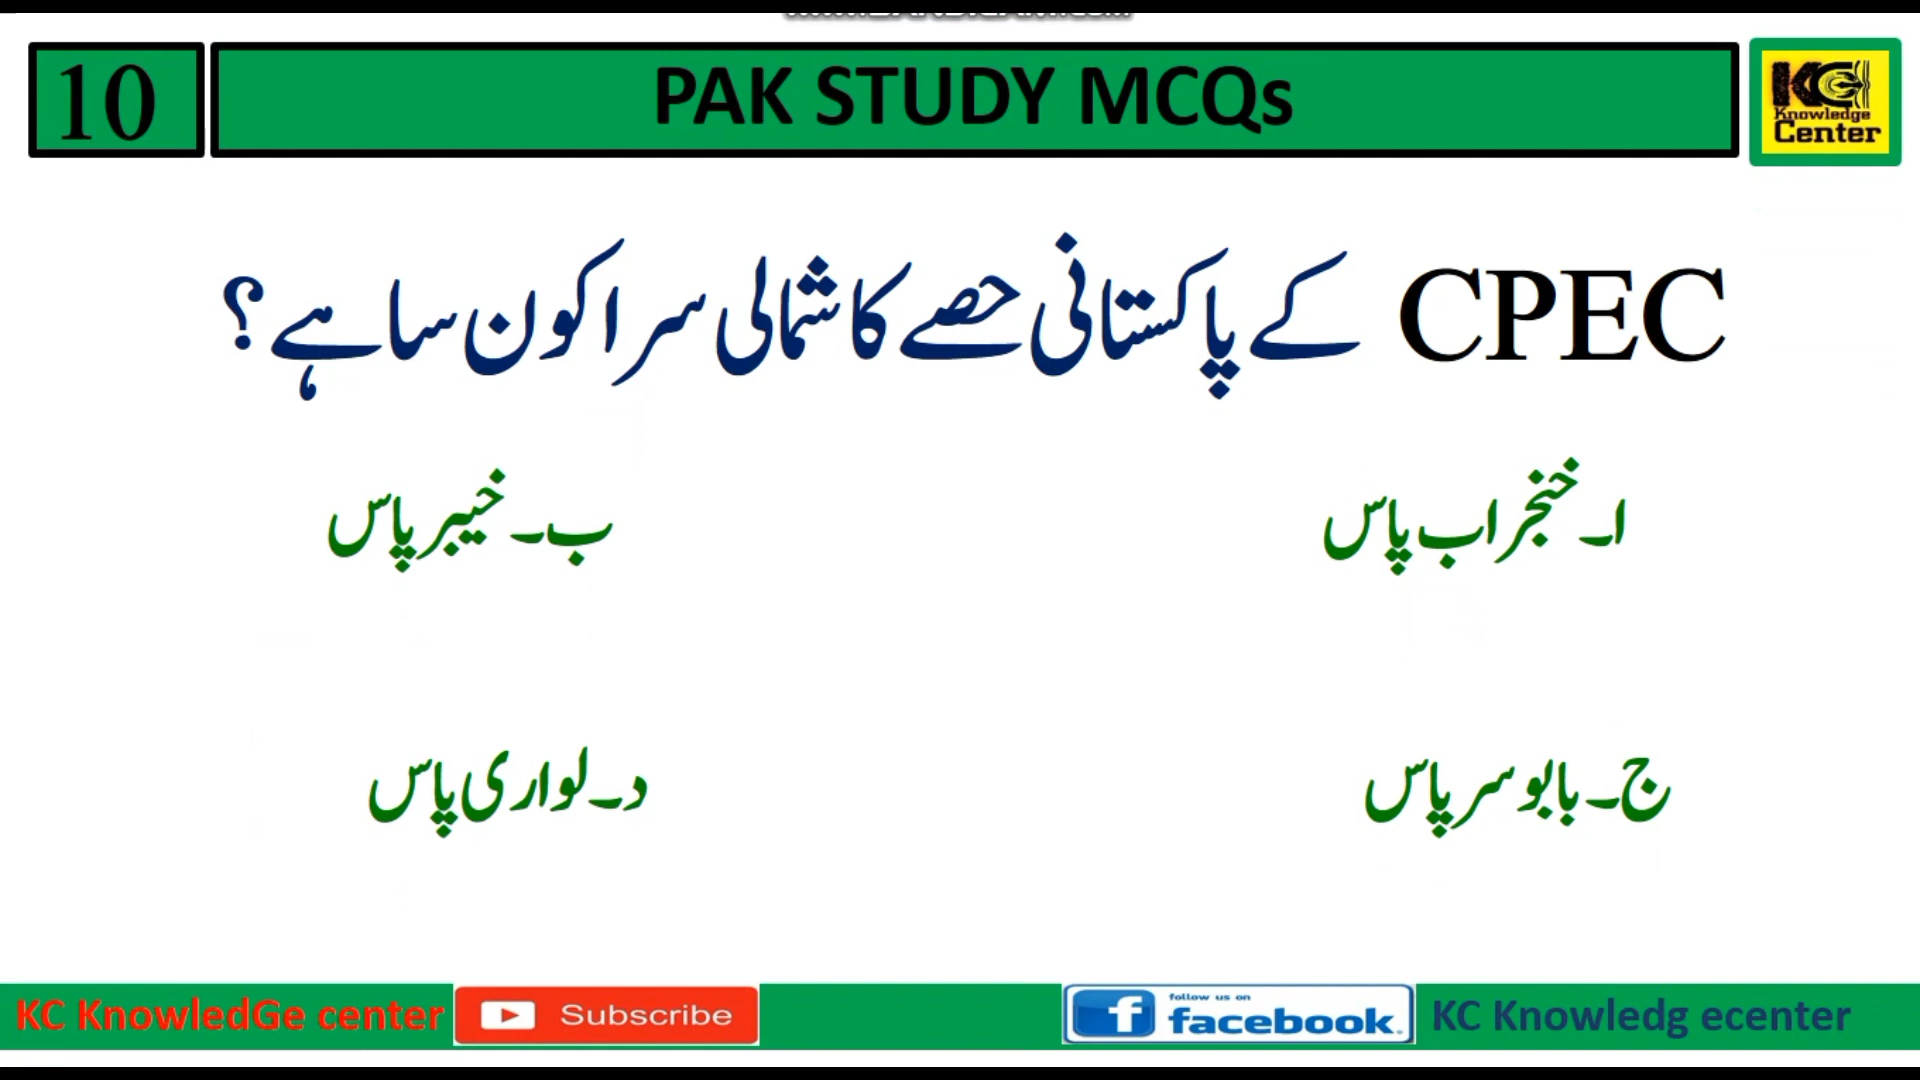 10
PAK STUDY MCQs
KC
Knowledge
Center
CPEC کے پاکستانی حصے کا شمالی سرا کون سا ہے؟
ا۔ خنجراب پاس
ب۔ خیبر پاس
ج۔ بابوسر پاس
د۔ لواری پاس
KC KnowledGe center
Subscribe
follow us on
facebook.
KC Knowledg ecenter